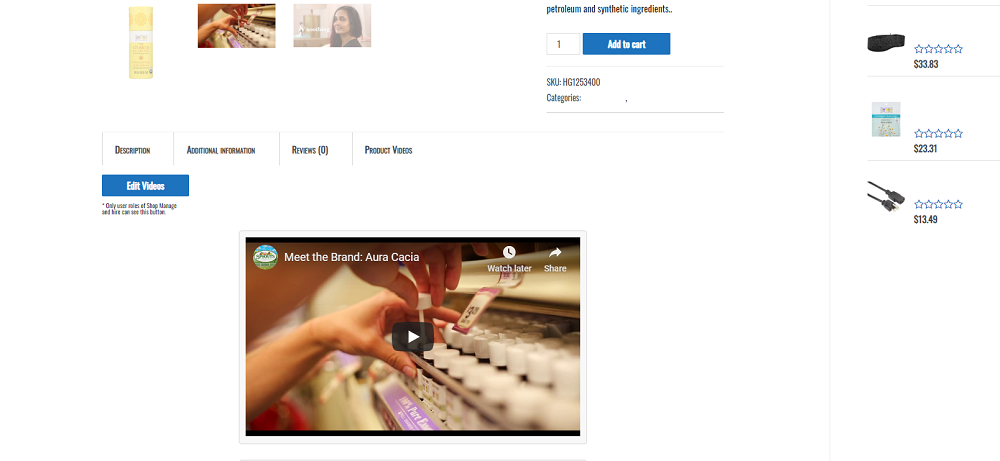 petroleum and synthetic ingredients..
1
Add to cart
SKU: HG1253400
Categories: ,
Description
Additional information
Reviews (0)
Product Videos
Edit Videos
* Only user roles of Shop Manage
and hire can see this button.
Meet the Brand: Aura Cacia
Watch later
Share
100% Pure
$33.83
$23.31
$13.49